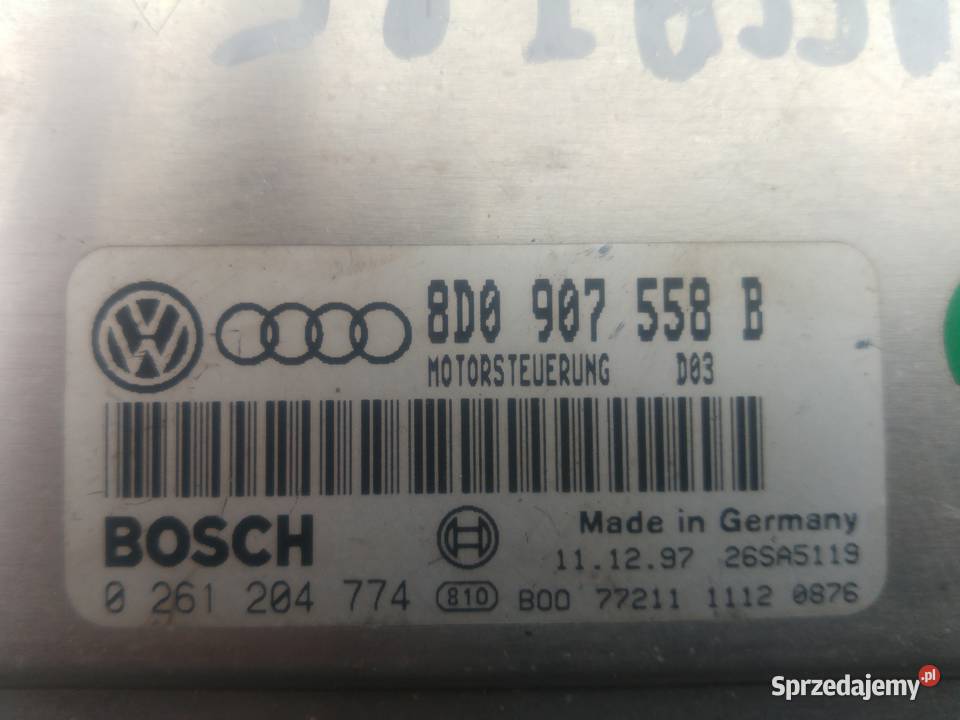 8D0 907 558 B
MOTORSTEUERUNG D03
BOSCH
Made in Germany
11.12.97 26SA5119
0 261 204 774 810 B00 77211 1112 0876
Sprzedajemy.pl